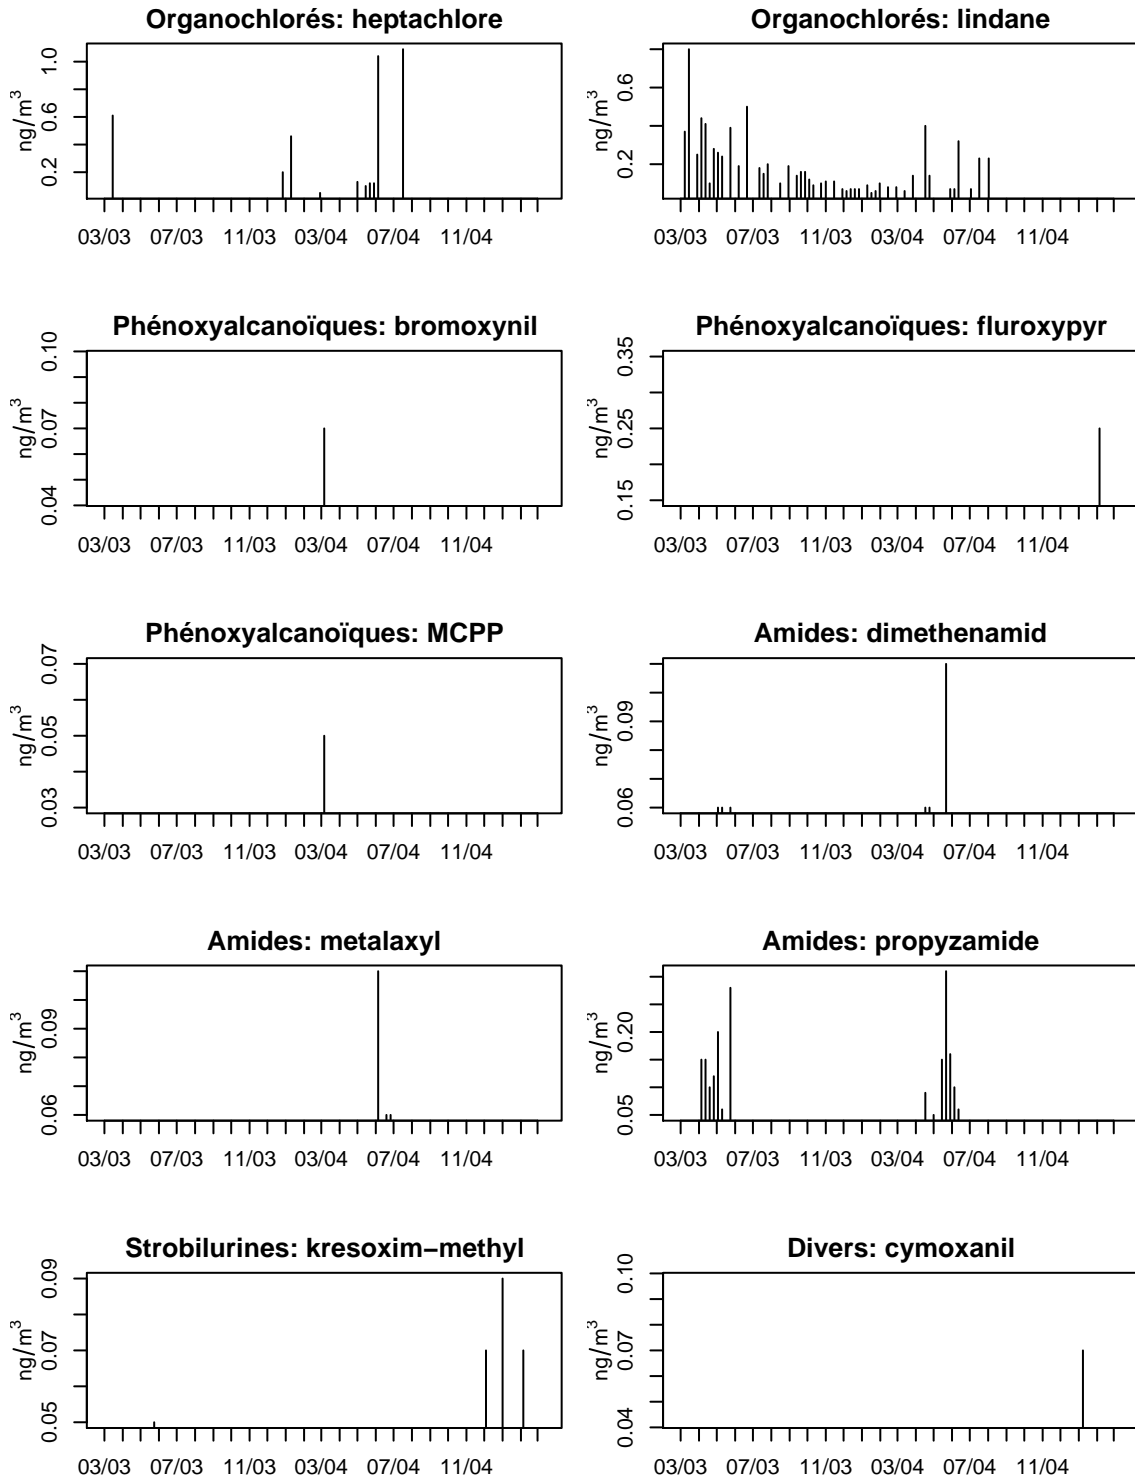 Organochlorés: heptachlore
ng/m³
1.0
0.6
0.2
03/03 07/03 11/03 03/04 07/04 11/04
Organochlorés: lindane
ng/m³
0.6
0.2
03/03 07/03 11/03 03/04 07/04 11/04
Phénoxyalcanoïques: bromoxynil
ng/m³
0.10
0.07
0.04
03/03 07/03 11/03 03/04 07/04 11/04
Phénoxyalcanoïques: fluroxypyr
ng/m³
0.35
0.25
0.15
03/03 07/03 11/03 03/04 07/04 11/04
Phénoxyalcanoïques: MCPP
ng/m³
0.07
0.05
0.03
03/03 07/03 11/03 03/04 07/04 11/04
Amides: dimethenamid
ng/m³
0.09
0.06
03/03 07/03 11/03 03/04 07/04 11/04
Amides: metalaxyl
ng/m³
0.09
0.06
03/03 07/03 11/03 03/04 07/04 11/04
Amides: propyzamide
ng/m³
0.20
0.05
03/03 07/03 11/03 03/04 07/04 11/04
Strobilurines: kresoxim−methyl
ng/m³
0.09
0.07
0.05
03/03 07/03 11/03 03/04 07/04 11/04
Divers: cymoxanil
ng/m³
0.10
0.07
0.04
03/03 07/03 11/03 03/04 07/04 11/04